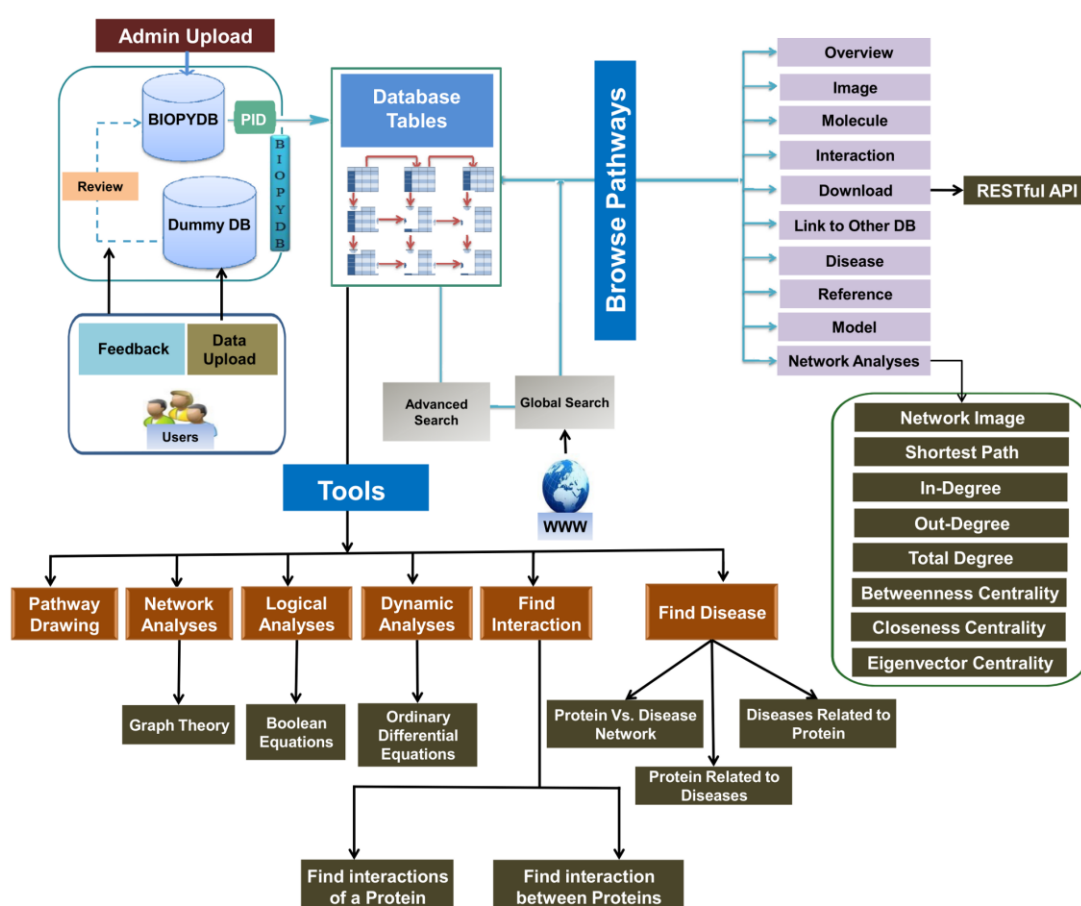 Admin Upload
BIOPYDB
PID
BIOPYDB
Review
Dummy DB
Feedback
Data
Upload
Users
Database
Tables
Advanced
Search
Global Search
WWW
Browse Pathways
Overview
Image
Molecule
Interaction
Download
RESTful API
Link to Other DB
Disease
Reference
Model
Network Analyses
Network Image
Shortest Path
In-Degree
Out-Degree
Total Degree
Betweenness Centrality
Closeness Centrality
Eigenvector Centrality
Tools
Pathway
Drawing
Network
Analyses
Logical
Analyses
Dynamic
Analyses
Find
Interaction
Find Disease
Graph Theory
Boolean
Equations
Ordinary
Differential
Equations
Protein Vs. Disease
Network
Diseases Related to
Protein
Protein Related to
Diseases
Find interactions
of a Protein
Find interaction
between Proteins